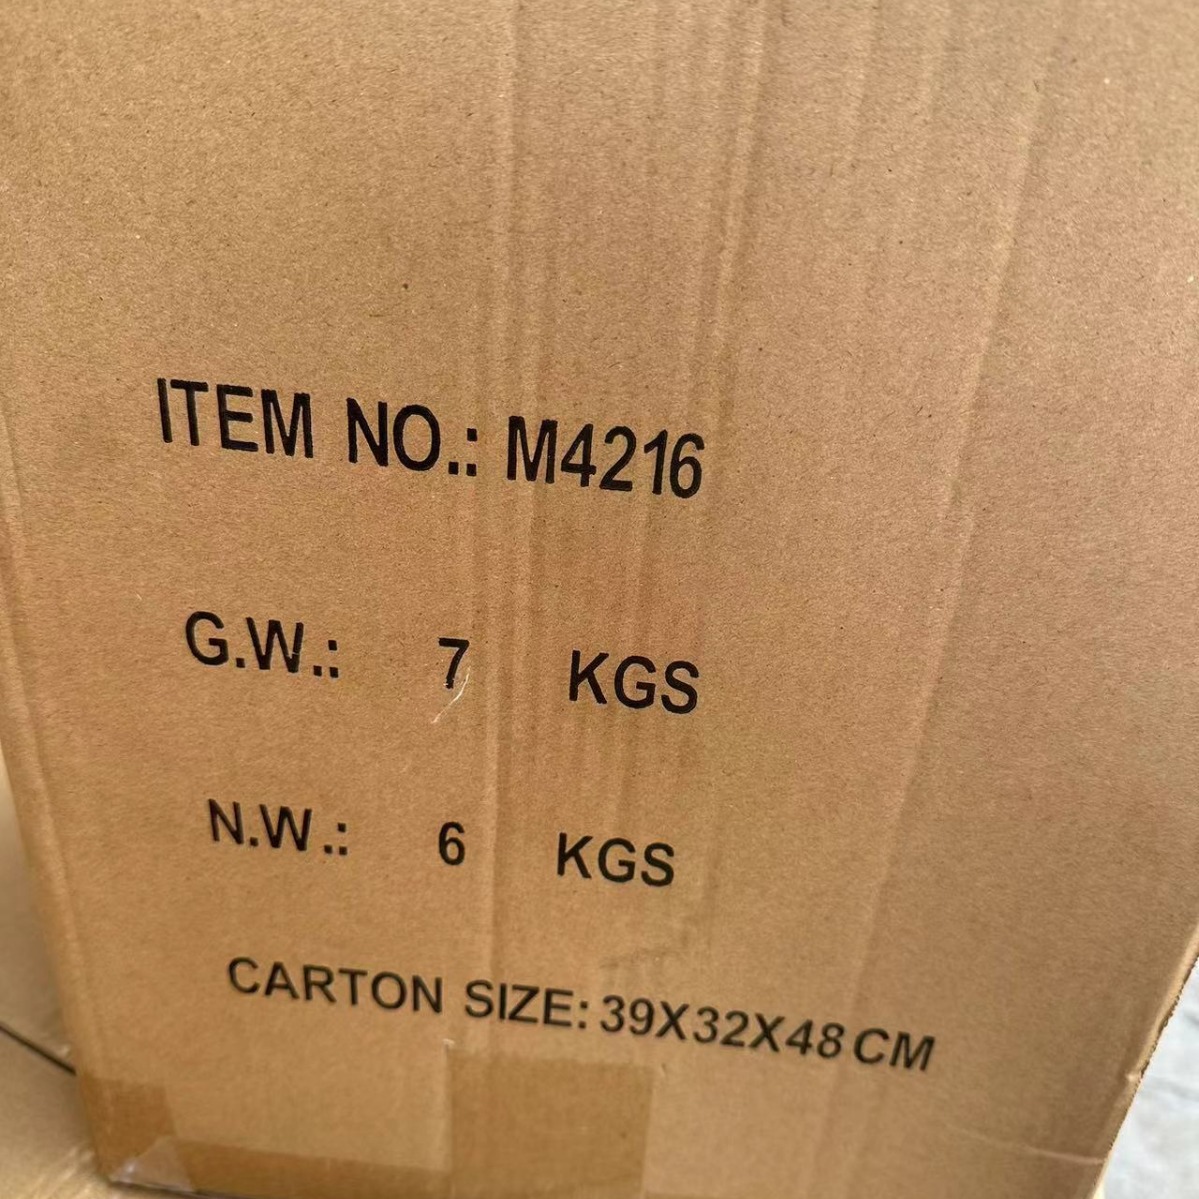 ITEM NO.: M4216
G.W.: 7 KGS
N.W.: 6 KGS
CARTON SIZE: 39X32X48 CM